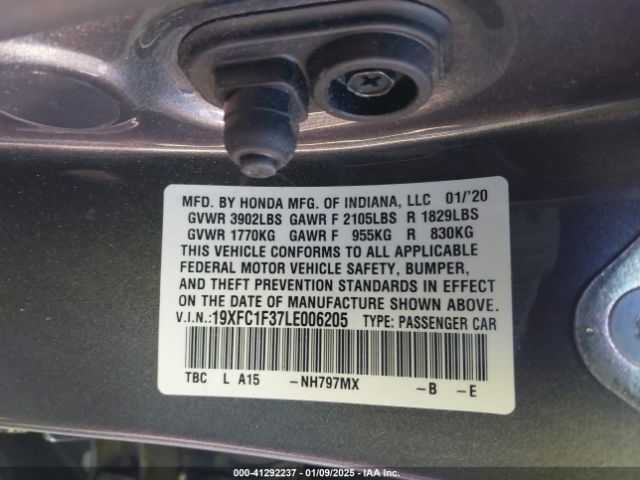 MFD. BY HONDA MFG. OF INDIANA, LLC 01/'20
GVWR 3902LBS GAWR F 2105LBS R 1829LBS
GVWR 1770KG GAWR F 955KG R 830KG
THIS VEHICLE CONFORMS TO ALL APPLICABLE
FEDERAL MOTOR VEHICLE SAFETY, BUMPER,
AND THEFT PREVENTION STANDARDS IN EFFECT
ON THE DATE OF MANUFACTURE SHOWN ABOVE.
V.I.N.:19XFC1F37LE006205 TYPE: PASSENGER CAR
TBC L A15 -NH797MX -B -E
000-41292237 - 01/09/2025 - IAA Inc.